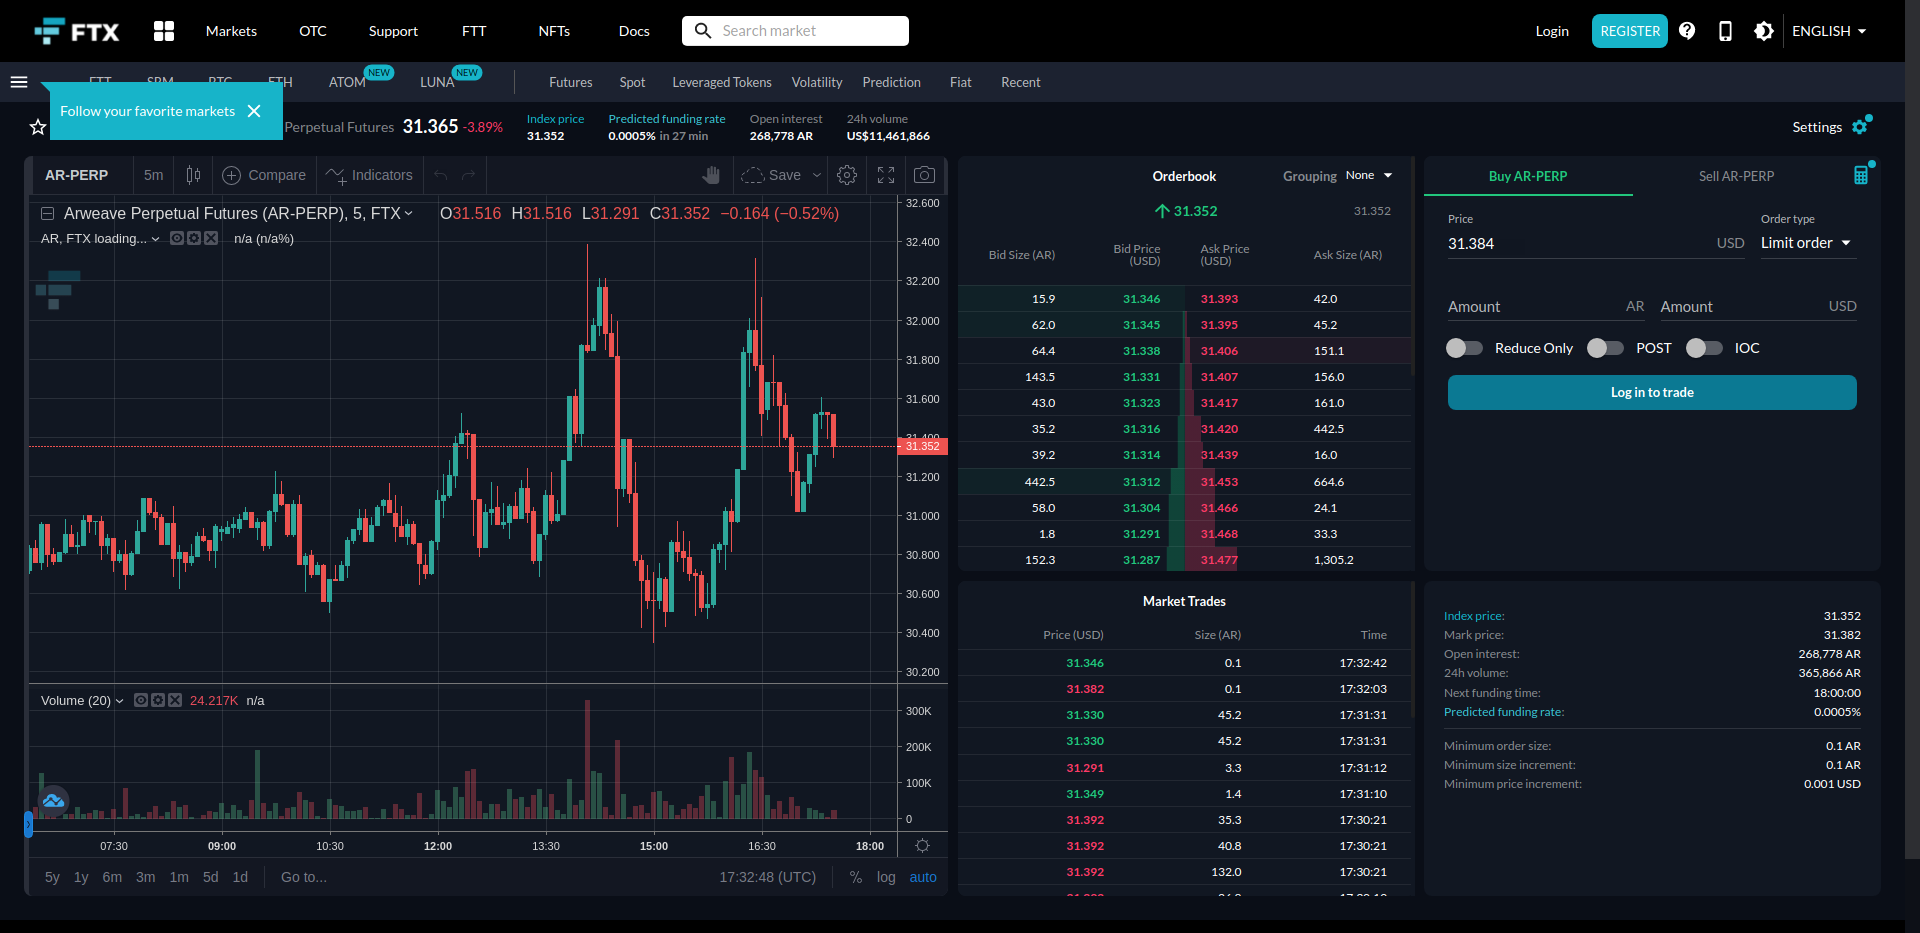 FTX
Markets
OTC
Support
FTT
NFTs
Docs
Search market
Login
REGISTER
ENGLISH
ATOM NEW
LUNA NEW
Futures
Spot
Leveraged Tokens
Volatility
Prediction
Fiat
Recent
Follow your favorite markets
Perpetual Futures
31.365 -3.89%
Index price
31.352
Predicted funding rate
0.0005% in 27 min
Open interest
268,778 AR
24h volume
US$11,461,866
Settings
AR-PERP
5m
Compare
Indicators
Save
Arweave Perpetual Futures (AR-PERP), 5, FTX
O31.516 H31.516 L31.291 C31.352 −0.164 (−0.52%)
AR, FTX loading...
n/a (n/a%)
32.600
32.400
32.200
32.000
31.800
31.600
31.352
31.200
31.000
30.800
30.600
30.400
30.200
Volume (20)
24.217K n/a
300K
200K
100K
0
07:30 09:00 10:30 12:00 13:30 15:00 16:30 18:00
5y 1y 6m 3m 1m 5d 1d Go to...
17:32:48 (UTC) % log auto
Orderbook
Grouping None
31.352
31.352
Bid Size (AR) Bid Price (USD) Ask Price (USD) Ask Size (AR)
15.9 31.346 31.393 42.0
62.0 31.345 31.395 45.2
64.4 31.338 31.406 151.1
143.5 31.331 31.407 156.0
43.0 31.323 31.417 161.0
35.2 31.316 31.420 442.5
39.2 31.314 31.439 16.0
442.5 31.312 31.453 664.6
58.0 31.304 31.466 24.1
1.8 31.291 31.468 33.3
152.3 31.287 31.477 1,305.2
Market Trades
Price (USD) Size (AR) Time
31.346 0.1 17:32:42
31.382 0.1 17:32:03
31.330 45.2 17:31:31
31.330 45.2 17:31:31
31.291 3.3 17:31:12
31.349 1.4 17:31:10
31.392 35.3 17:30:21
31.392 40.8 17:30:21
31.392 132.0 17:30:21
Buy AR-PERP
Sell AR-PERP
Price
31.384 USD
Order type
Limit order
Amount AR
Amount USD
Reduce Only
POST
IOC
Log in to trade
Index price: 31.352
Mark price: 31.382
Open interest: 268,778 AR
24h volume: 365,866 AR
Next funding time: 18:00:00
Predicted funding rate: 0.0005%
Minimum order size: 0.1 AR
Minimum size increment: 0.1 AR
Minimum price increment: 0.001 USD